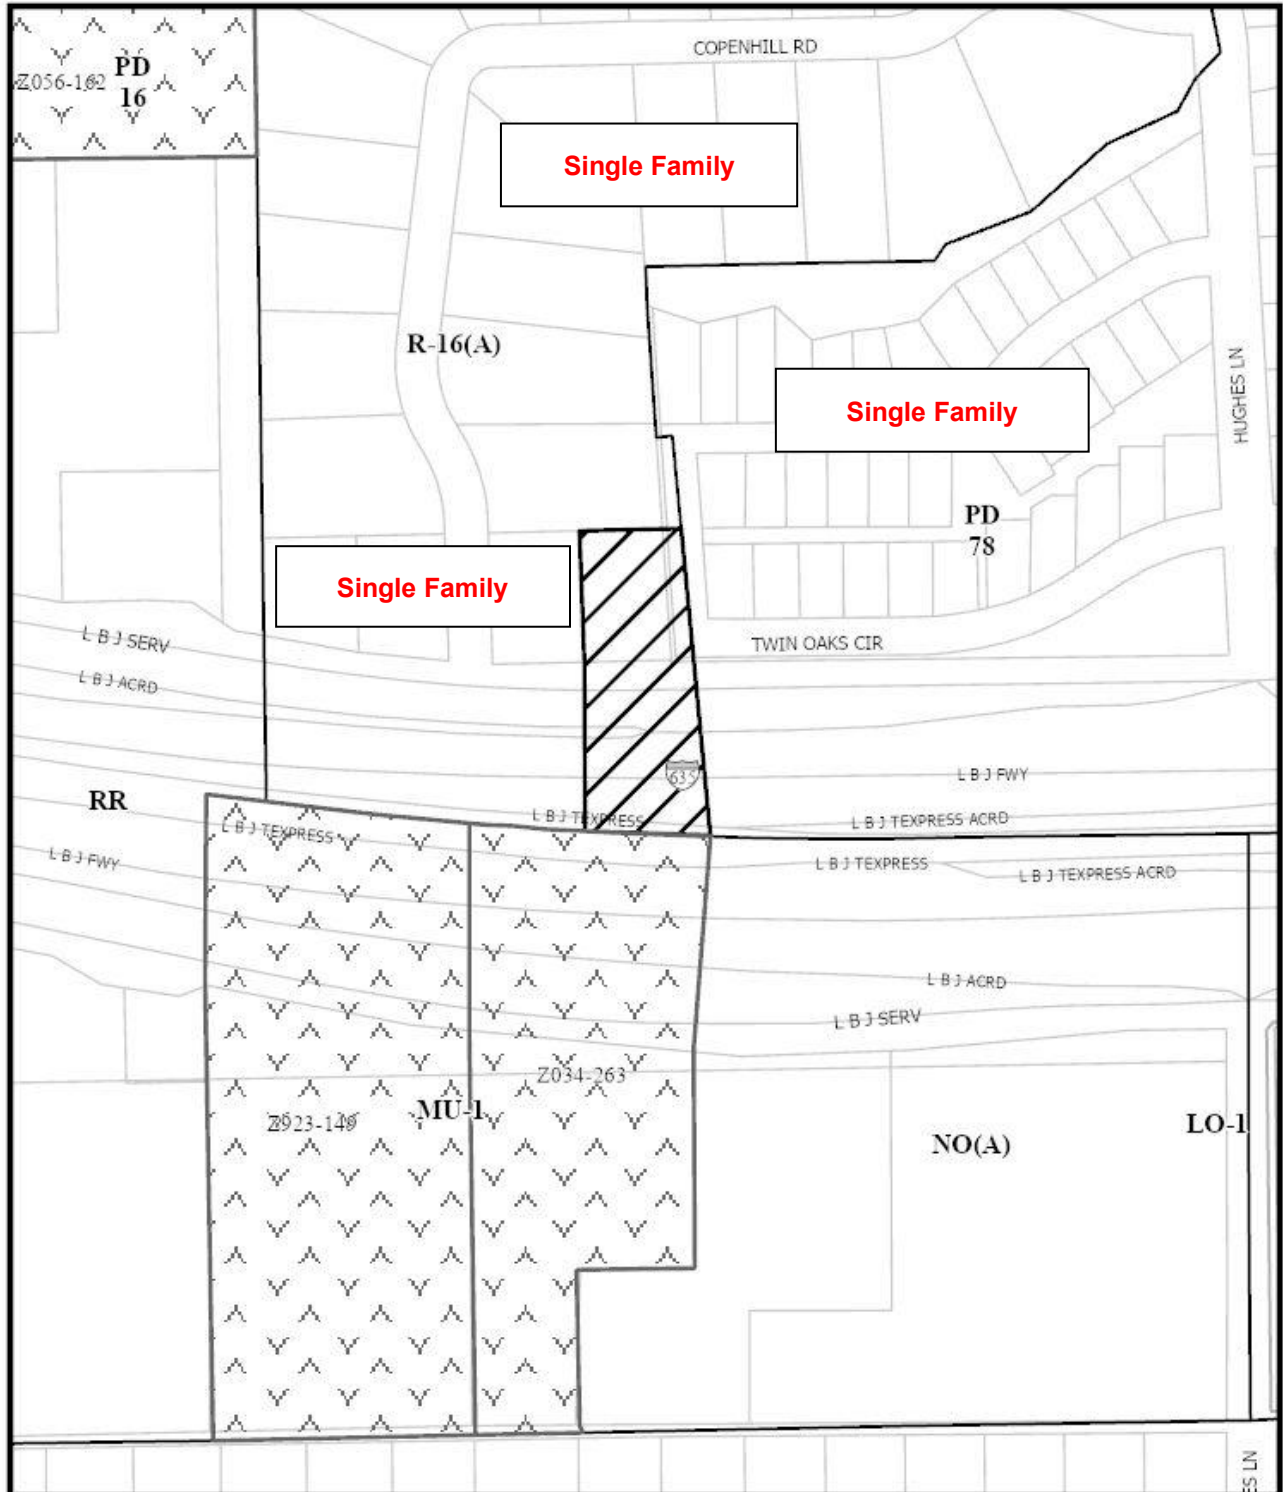 COPENHILL RD
PD
Z056-162
16
Single Family
R-16(A)
HUGHES LN
Single Family
PD
78
Single Family
L B J SERV
TWIN OAKS CIR
L B J ACRD
635
L B J FWY
RR
L B J TEXPRESS
L B J TEXPRESS
L B J TEXPRESS ACRD
L B J FWY
L B J TEXPRESS
L B J TEXPRESS ACRD
L B J ACRD
L B J SERV
Z034-263
Z923-149
MU-1
NO(A)
LO-1
ES LN